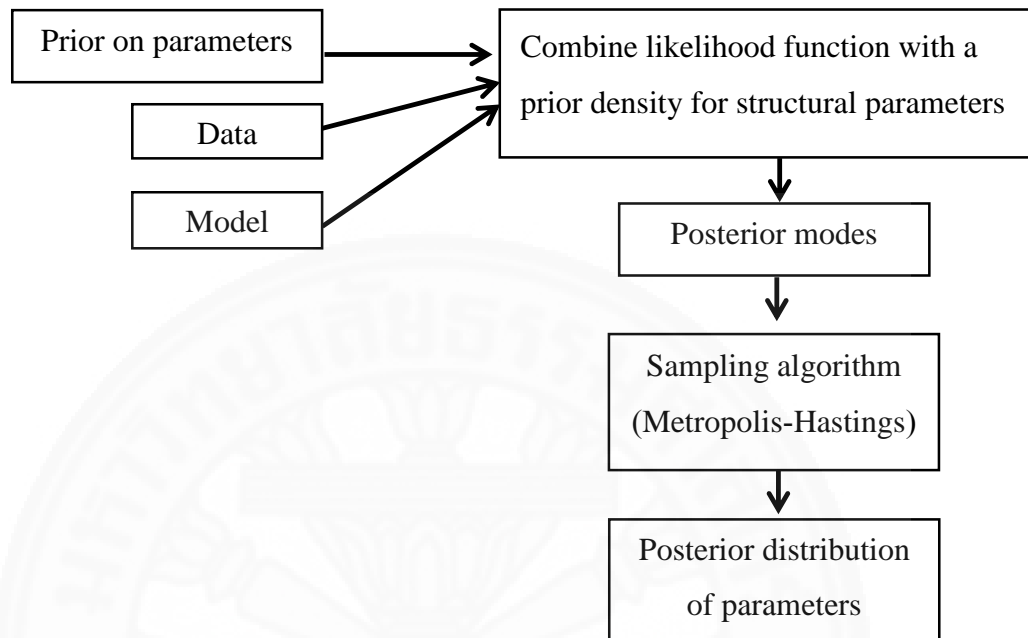 Prior on parameters
Data
Model
Combine likelihood function with a
prior density for structural parameters
Posterior modes
Sampling algorithm
(Metropolis-Hastings)
Posterior distribution
of parameters